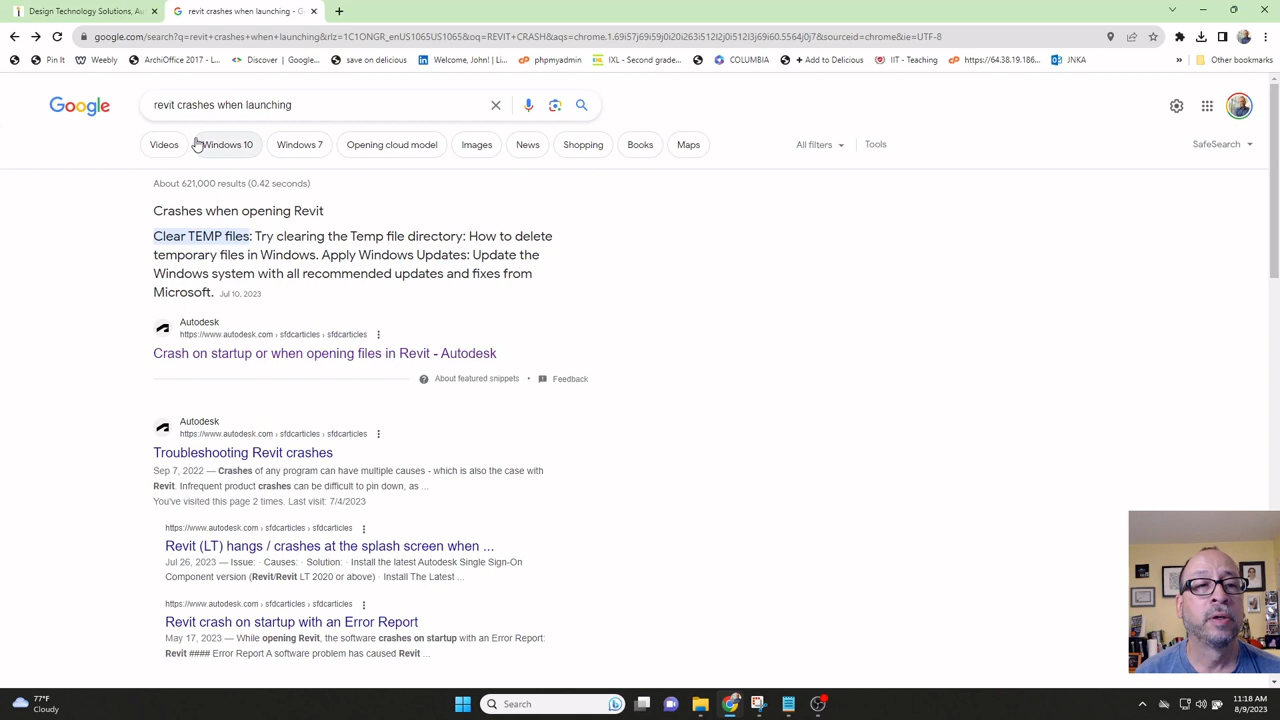 Design Technology Solutions, Au
revit crashes when launching - G
google.com/search?q=revit+crashes+when+launching&rlz=1C1ONGR_enUS1065US1065&oq=REVIT+CRASH&aqs=chrome.1.69i57j69i59j0i20i263i512l2j0i512l3j69i60.5564j0j7&sourceid=chrome&ie=UTF-8
Pin It Weebly ArchiOffice 2017 - L... Discover | Google... save on delicious Welcome, John! | Li... phpmyadmin IXL - Second grade... COLUMBIA + Add to Delicious IIT - Teaching https://64.38.19.186... JNKA » Other bookmarks
Google
revit crashes when launching
Videos Windows 10 Windows 7 Opening cloud model Images News Shopping Books Maps All filters Tools SafeSearch
About 621,000 results (0.42 seconds)
Crashes when opening Revit
Clear TEMP files: Try clearing the Temp file directory: How to delete
temporary files in Windows. Apply Windows Updates: Update the
Windows system with all recommended updates and fixes from
Microsoft. Jul 10, 2023
Autodesk
https://www.autodesk.com › sfdcarticles › sfdcarticles
Crash on startup or when opening files in Revit - Autodesk
About featured snippets • Feedback
Autodesk
https://www.autodesk.com › sfdcarticles › sfdcarticles
Troubleshooting Revit crashes
Sep 7, 2022 — Crashes of any program can have multiple causes - which is also the case with
Revit. Infrequent product crashes can be difficult to pin down, as ...
You've visited this page 2 times. Last visit: 7/4/2023
https://www.autodesk.com › sfdcarticles › sfdcarticles
Revit (LT) hangs / crashes at the splash screen when ...
Jul 26, 2023 — Issue: · Causes: · Solution: · Install the latest Autodesk Single Sign-On
Component version (Revit/Revit LT 2020 or above) · Install The Latest ...
https://www.autodesk.com › sfdcarticles › sfdcarticles
Revit crash on startup with an Error Report
May 17, 2023 — While opening Revit, the software crashes on startup with an Error Report:
Revit #### Error Report A software problem has caused Revit ...
77°F
Cloudy
Search
11:18 AM
8/9/2023